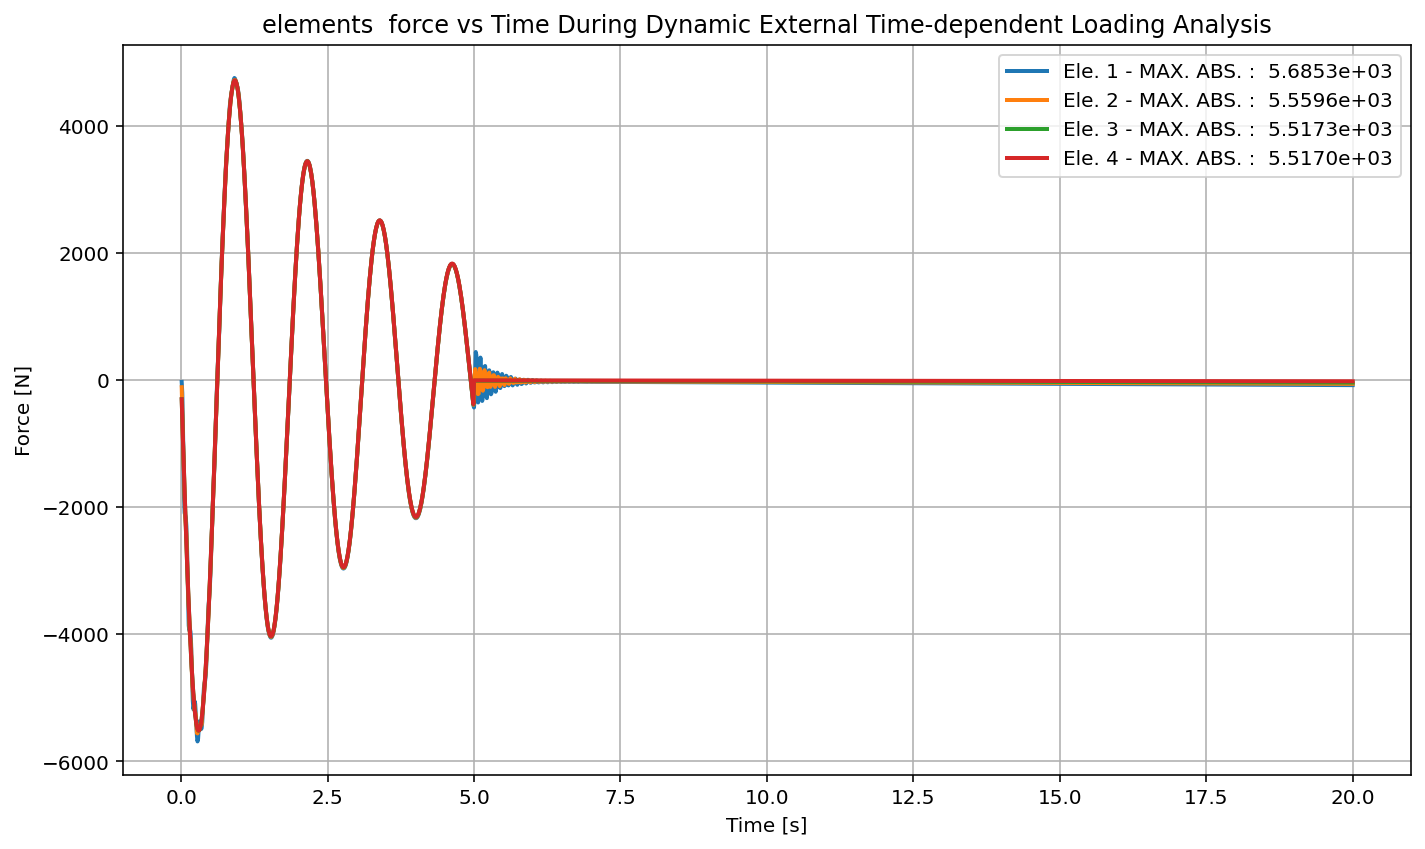 elements  force vs Time During Dynamic External Time-dependent Loading Analysis
Ele. 1 - MAX. ABS. :  5.6853e+03
Ele. 2 - MAX. ABS. :  5.5596e+03
Ele. 3 - MAX. ABS. :  5.5173e+03
Ele. 4 - MAX. ABS. :  5.5170e+03
Force [N]
4000
2000
0
−2000
−4000
−6000
0.0 2.5 5.0 7.5 10.0 12.5 15.0 17.5 20.0
Time [s]